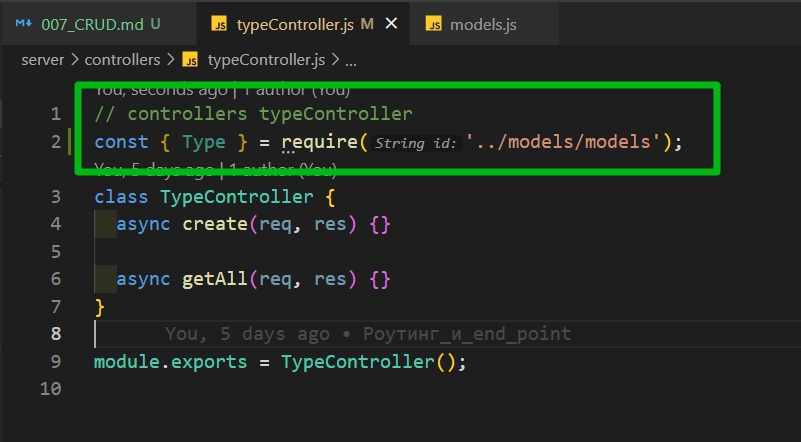 007_CRUD.md U
JS typeController.js M
JS models.js
server > controllers > JS typeController.js > ...
You, seconds ago | 1 author (You)
1 // controllers typeController
2 const { Type } = require(String id:'../models/models');
You, 5 days ago | 1 author (You)
3 class TypeController {
4 async create(req, res) {}
5
6 async getAll(req, res) {}
7 }
8 You, 5 days ago • Роутинг_и_end_point
9 module.exports = TypeController();
10